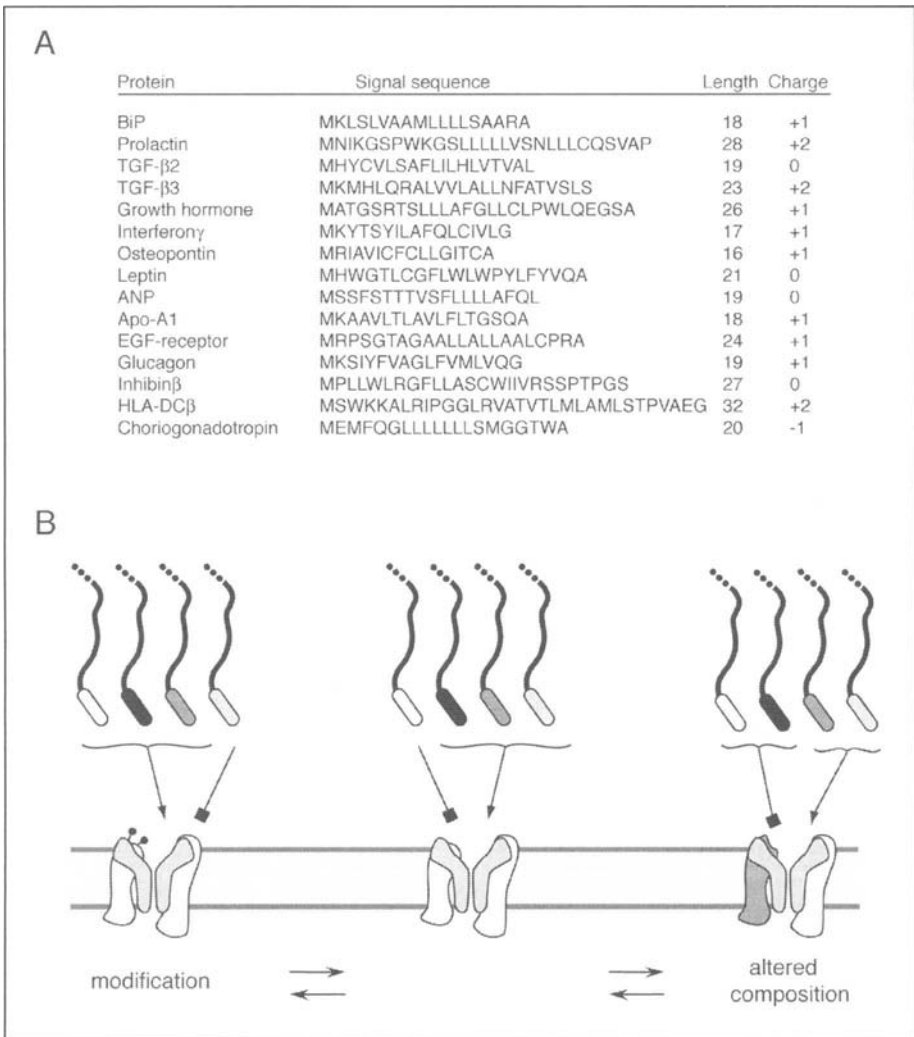 A
Protein Signal sequence Length Charge
BiP MKLSLVAAMLLLLSAARA 18 +1
Prolactin MNIKGSPWKGSLLLLLVSNLLLCQSVAP 28 +2
TGF-β2 MHYCVLSAFLILHLVTVAL 19 0
TGF-β3 MKMHLQRALVVLALLNFATVSLS 23 +2
Growth hormone MATGSRTSLLLAFGLLCLPWLQEGSA 26 +1
Interferonγ MKYTSYILAFQLCIVLG 17 +1
Osteopontin MRIAVICFCLLGITCA 16 +1
Leptin MHWGTLCGFLWLWPYLFYVQA 21 0
ANP MSSFSTTTVSFLLLLAFQL 19 0
Apo-A1 MKAAVLTLAVLFLTGSQA 18 +1
EGF-receptor MRPSGTAGAALLALLAALCPRA 24 +1
Glucagon MKSIYFVAGLFVMLVQG 19 +1
Inhibinβ MPLLWLRGFLLASCWIIVRSSPTPGS 27 0
HLA-DCβ MSWKKALRIPGGLRVATVTLMLAMLSTPVAEG 32 +2
Choriogonadotropin MEMFQGLLLLLLLSMGGTWA 20 -1
B
modification
altered
composition